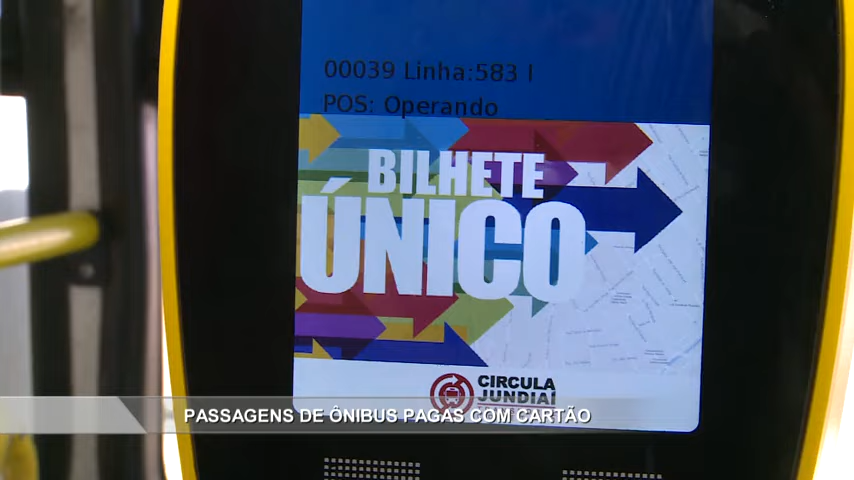 00039 Linha:583 I
POS: Operando
BILHETE
ÚNICO
CIRCULA
JUNDIAÍ
PASSAGENS DE ÔNIBUS PAGAS COM CARTÃO